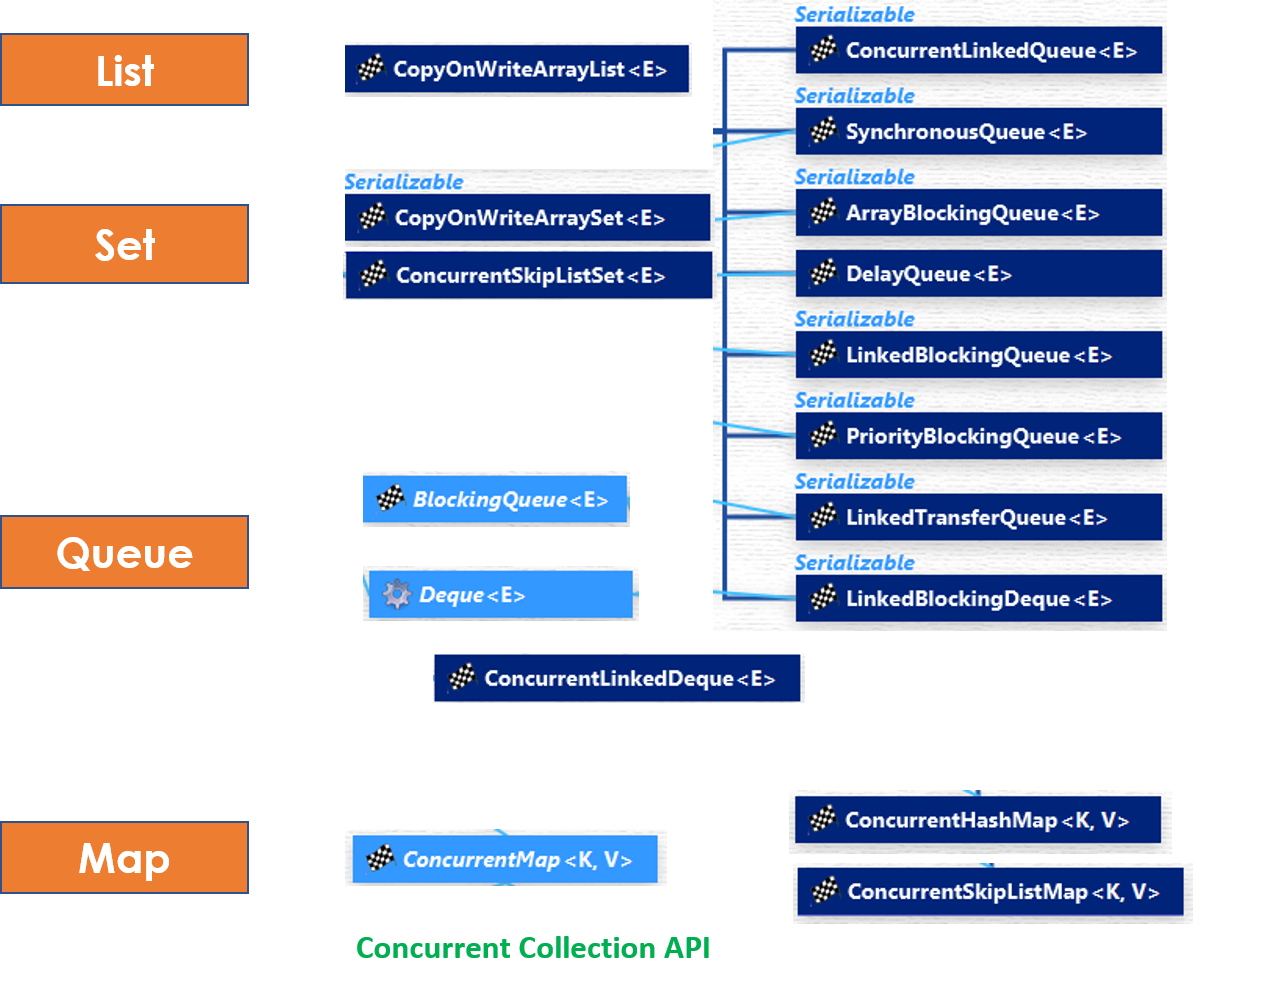 List
CopyOnWriteArrayList<E>
Serializable
ConcurrentLinkedQueue<E>
Serializable
SynchronousQueue<E>
Set
Serializable
CopyOnWriteArraySet<E>
ConcurrentSkipListSet<E>
Serializable
ArrayBlockingQueue<E>
DelayQueue<E>
Serializable
LinkedBlockingQueue<E>
Serializable
PriorityBlockingQueue<E>
Queue
BlockingQueue<E>
Deque<E>
Serializable
LinkedTransferQueue<E>
Serializable
LinkedBlockingDeque<E>
ConcurrentLinkedDeque<E>
Map
ConcurrentMap<K, V>
ConcurrentHashMap<K, V>
ConcurrentSkipListMap<K, V>
Concurrent Collection API